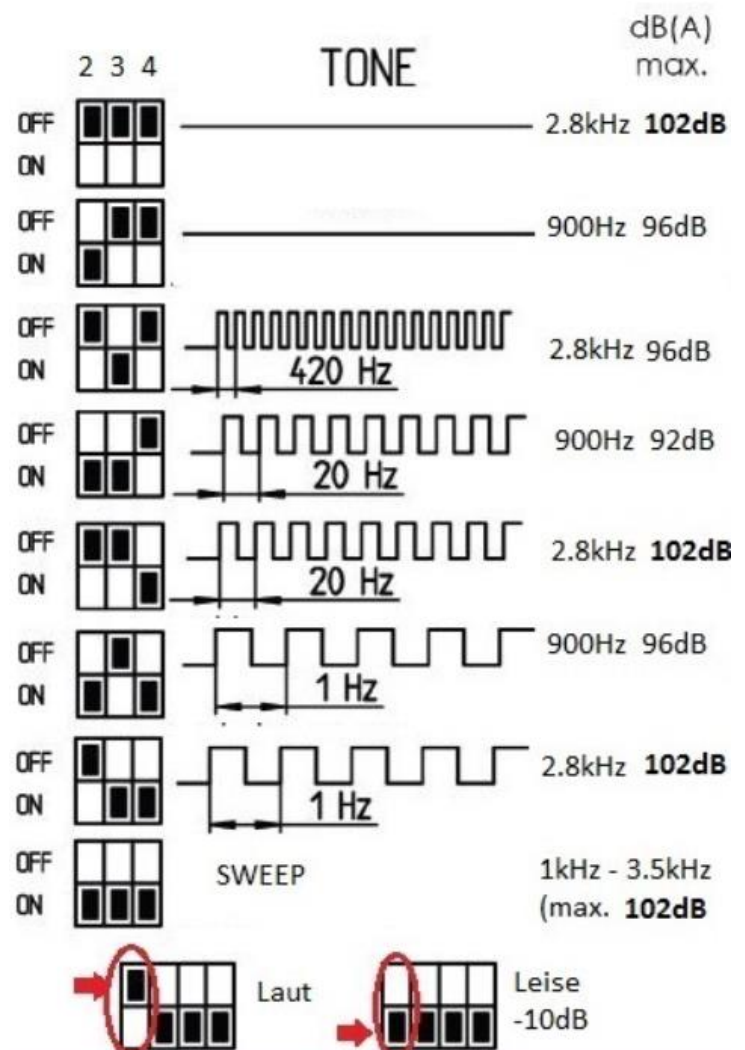 dB(A)
max.
2 3 4 TONE
OFF
ON
2.8kHz 102dB
OFF
ON
900Hz 96dB
OFF
ON
420 Hz
2.8kHz 96dB
OFF
ON
20 Hz
900Hz 92dB
OFF
ON
20 Hz
2.8kHz 102dB
OFF
ON
1 Hz
900Hz 96dB
OFF
ON
1 Hz
2.8kHz 102dB
OFF
ON
SWEEP
1kHz - 3.5kHz
(max. 102dB
Laut
Leise
-10dB